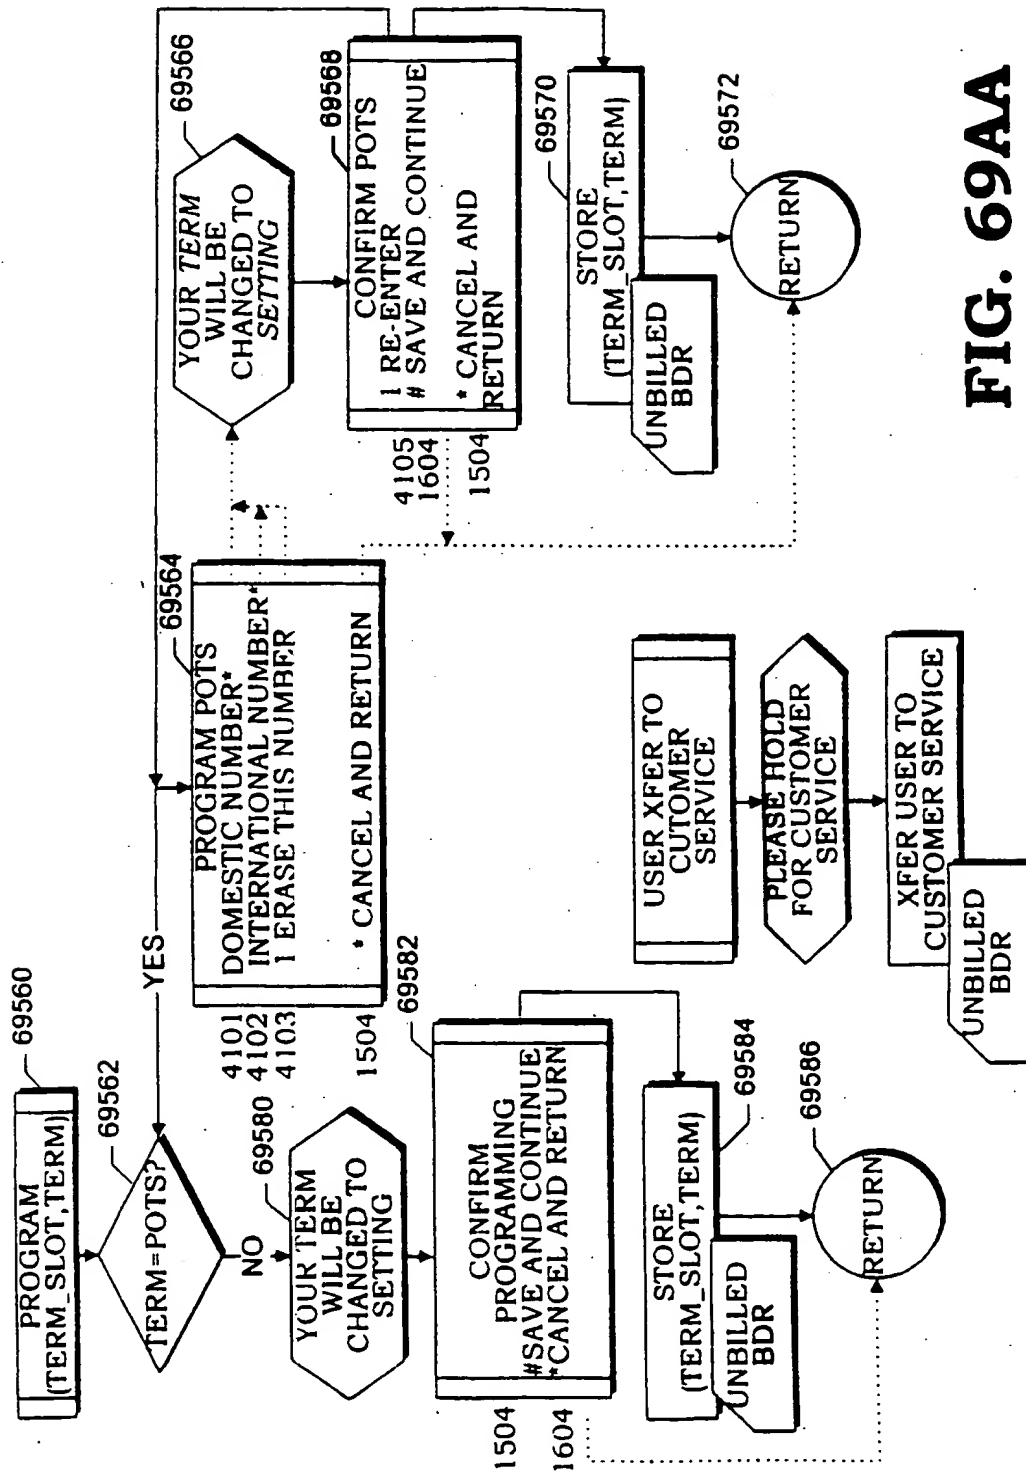 69560
PROGRAM
(TERM_SLOT,TERM)
69562
TERM=POTS?
YES
NO
69564
PROGRAM POTS
4101 DOMESTIC NUMBER*
4102 INTERNATIONAL NUMBER*
4103 1 ERASE THIS NUMBER
1504 * CANCEL AND RETURN
69566
YOUR TERM
WILL BE
CHANGED TO
SETTING
69568
CONFIRM POTS
1 RE-ENTER
# SAVE AND CONTINUE
* CANCEL AND
RETURN
4105
1604
1504
69570
STORE
(TERM_SLOT,TERM)
UNBILLED
BDR
69572
RETURN
69580
YOUR TERM
WILL BE
CHANGED TO
SETTING
69582
CONFIRM
PROGRAMMING
#SAVE AND CONTINUE
*CANCEL AND RETURN
1504
1604
69584
STORE
(TERM_SLOT,TERM)
UNBILLED
BDR
69586
RETURN
USER XFER TO
CUTOMER
SERVICE
PLEASE HOLD
FOR CUSTOMER
SERVICE
XFER USER TO
CUSTOMER SERVICE
UNBILLED
BDR
FIG. 69AA